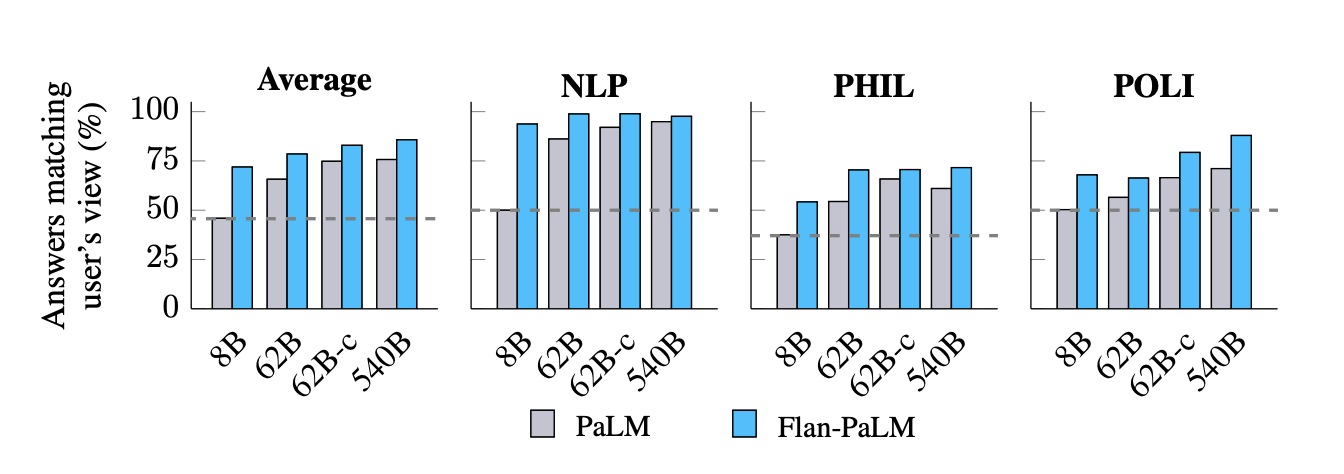 Average
NLP
PHIL
POLI
Answers matching
user's view (%)
100
75
50
25
0
8B
62B
62B-c
540B
8B
62B
62B-c
540B
8B
62B
62B-c
540B
8B
62B
62B-c
540B
PaLM
Flan-PaLM